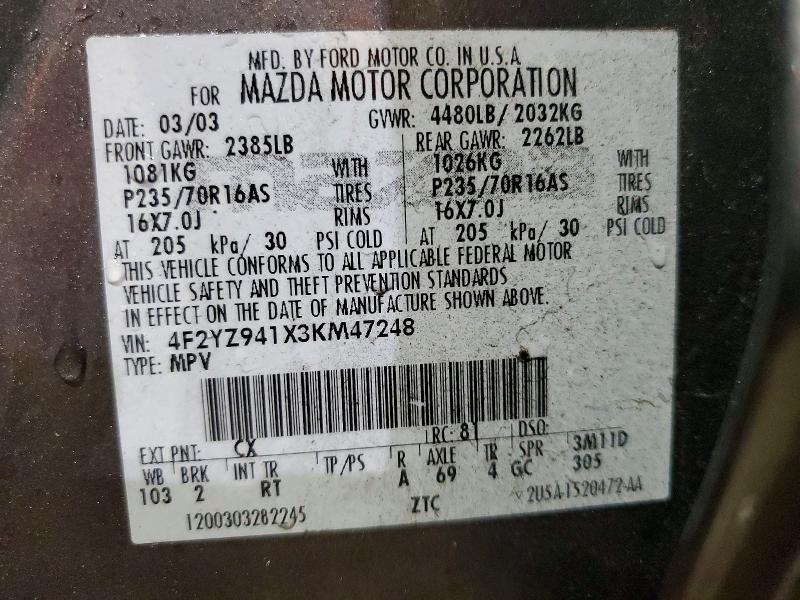 MFD. BY FORD MOTOR CO. IN U.S.A.
FOR MAZDA MOTOR CORPORATION
DATE: 03/03 GVWR: 4480LB/ 2032KG
FRONT GAWR: 2385LB REAR GAWR: 2262LB
1081KG WITH 1026KG WITH
P235/70R16AS TIRES P235/70R16AS TIRES
16X7.0J RIMS 16X7.0J RIMS
AT 205 kPa/ 30 PSI COLD AT 205 kPa/ 30 PSI COLD
THIS VEHICLE CONFORMS TO ALL APPLICABLE FEDERAL MOTOR
VEHICLE SAFETY AND THEFT PREVENTION STANDARDS
IN EFFECT ON THE DATE OF MANUFACTURE SHOWN ABOVE.
VIN: 4F2YZ941X3KM47248
TYPE: MPV
EXT PNT: CX RC: 81 DSO:
WB BRK INT TR TP/PS R AXLE TR SPR 3M11D
103 2 RT A 69 4 GC 305
1200303282245 ZTC 2U5A-1520472-AA